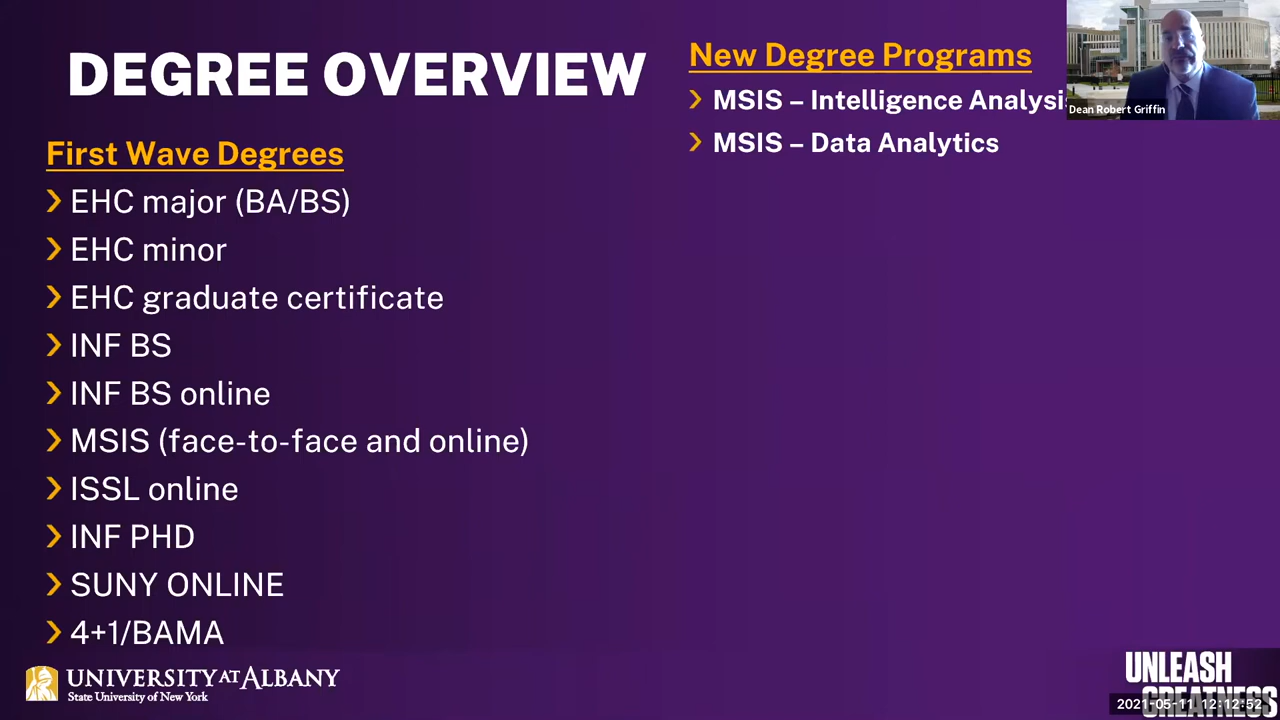 DEGREE OVERVIEW
First Wave Degrees
EHC major (BA/BS)
EHC minor
EHC graduate certificate
INF BS
INF BS online
MSIS (face-to-face and online)
ISSL online
INF PHD
SUNY ONLINE
4+1/BAMA
New Degree Programs
MSIS – Intelligence Analysi
MSIS – Data Analytics
Dean Robert Griffin
UNIVERSITY AT ALBANY
State University of New York
UNLEASH
GREATNESS
2021-05-11 12:12:52